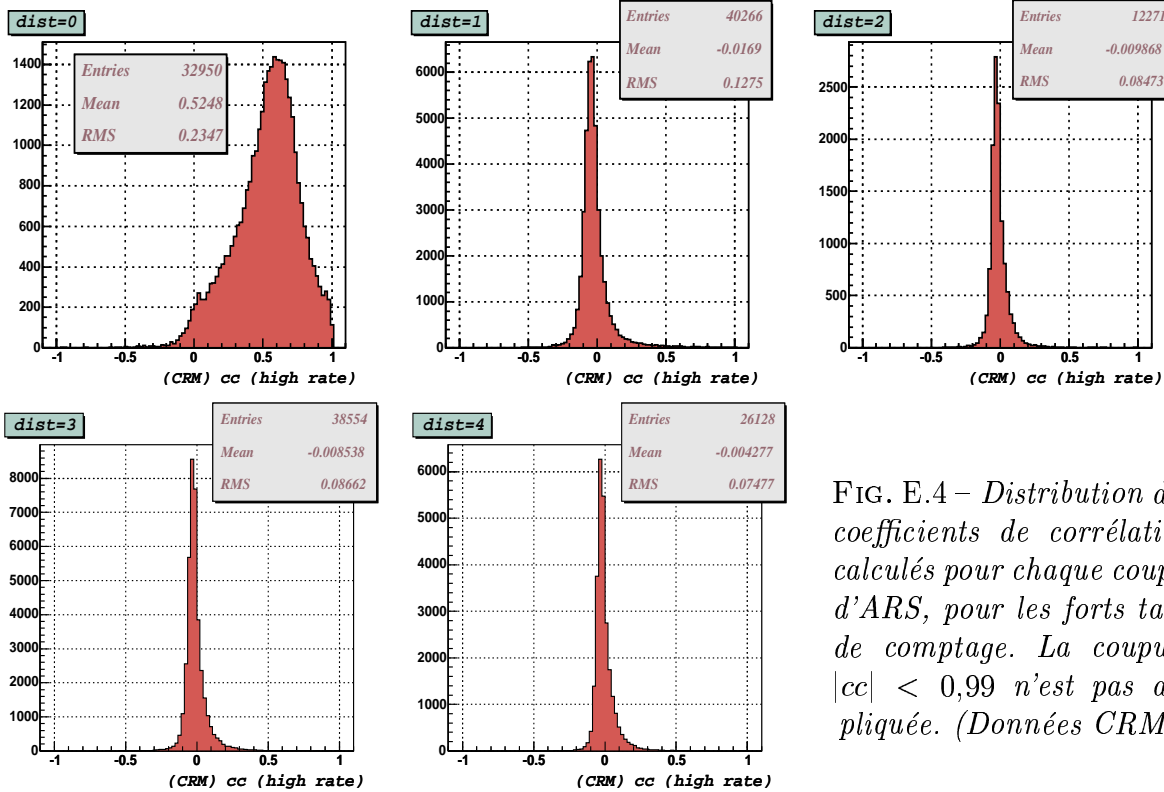 dist=0
Entries 32950
Mean 0.5248
RMS 0.2347
1400
1200
1000
800
600
400
200
0
-1 -0.5 0 0.5 1
(CRM) cc (high rate)
dist=1
Entries 40266
Mean -0.0169
RMS 0.1275
6000
5000
4000
3000
2000
1000
0
-1 -0.5 0 0.5 1
(CRM) cc (high rate)
dist=2
Entries 12271
Mean -0.009868
RMS 0.08473
2500
2000
1500
1000
500
0
-1 -0.5 0 0.5 1
(CRM) cc (high rate)
dist=3
Entries 38554
Mean -0.008538
RMS 0.08662
8000
7000
6000
5000
4000
3000
2000
1000
0
-1 -0.5 0 0.5 1
(CRM) cc (high rate)
dist=4
Entries 26128
Mean -0.004277
RMS 0.07477
6000
5000
4000
3000
2000
1000
0
-1 -0.5 0 0.5 1
(CRM) cc (high rate)
FIG. E.4 – Distribution d
coefficients de corrélati
calculés pour chaque coup
d'ARS, pour les forts ta
de comptage. La coupu
|cc| < 0,99 n'est pas a
pliquée. (Données CRM